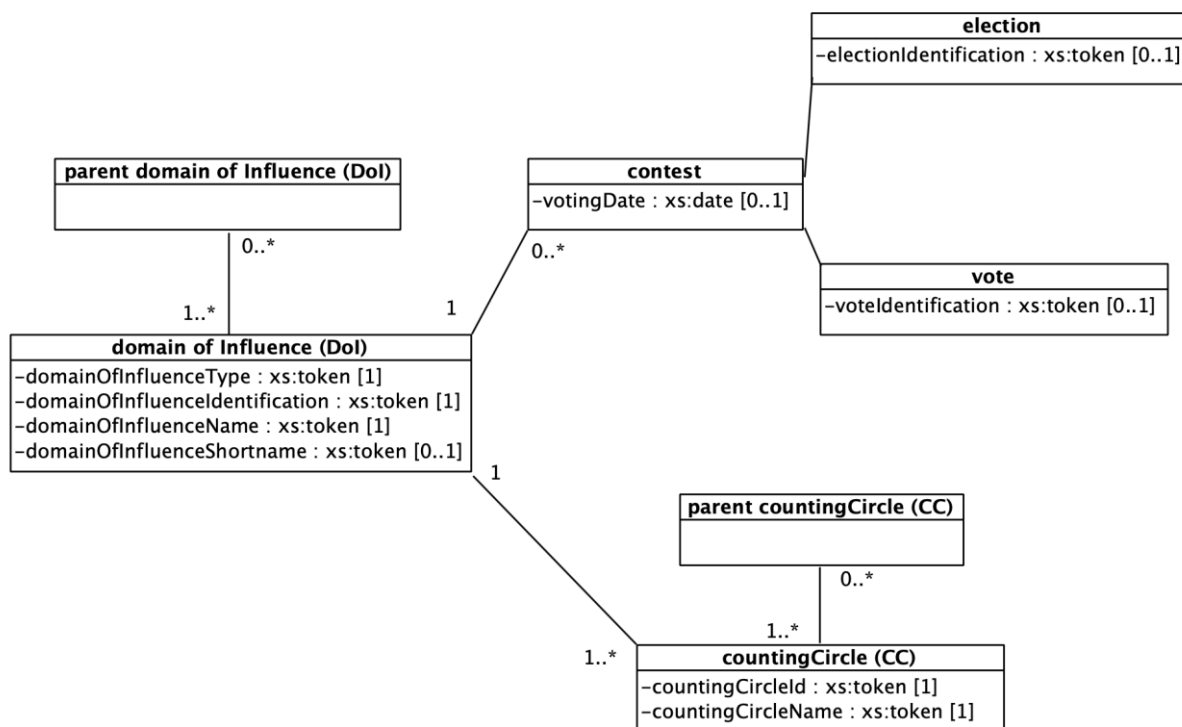 election
-electionIdentification : xs:token [0..1]
parent domain of Influence (DoI)
contest
-votingDate : xs:date [0..1]
0..*
0..*
vote
-voteIdentification : xs:token [0..1]
1..*
1
domain of Influence (DoI)
-domainOfInfluenceType : xs:token [1]
-domainOfInfluenceIdentification : xs:token [1]
-domainOfInfluenceName : xs:token [1]
-domainOfInfluenceShortname : xs:token [0..1]
1
parent countingCircle (CC)
0..*
1..*
1..*
countingCircle (CC)
-countingCircleId : xs:token [1]
-countingCircleName : xs:token [1]